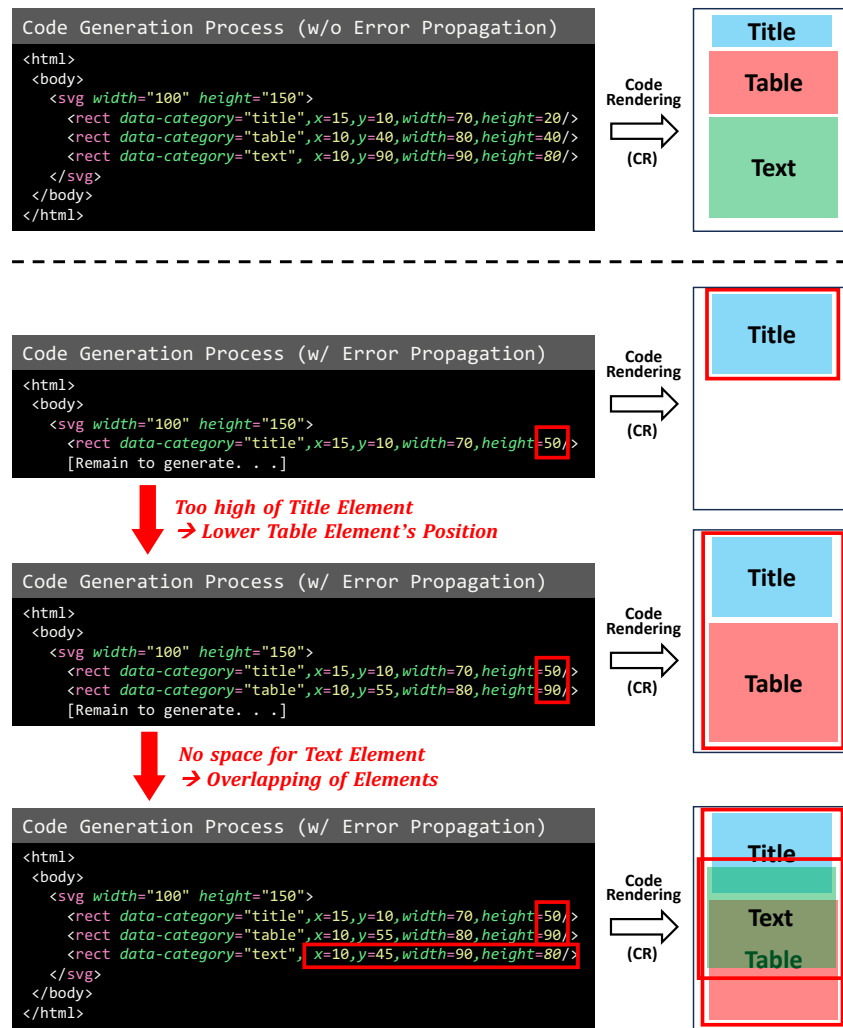 Code Generation Process (w/o Error Propagation)
<html>
<body>
<svg width="100" height="150">
<rect data-category="title",x=15,y=10,width=70,height=20/>
<rect data-category="table",x=10,y=40,width=80,height=40/>
<rect data-category="text", x=10,y=90,width=90,height=80/>
</svg>
</body>
</html>
Code
Rendering
(CR)
Title
Table
Text
Code Generation Process (w/ Error Propagation)
<html>
<body>
<svg width="100" height="150">
<rect data-category="title",x=15,y=10,width=70,height=50/>
[Remain to generate. . .]
Code
Rendering
(CR)
Title
Too high of Title Element
→ Lower Table Element's Position
Code Generation Process (w/ Error Propagation)
<html>
<body>
<svg width="100" height="150">
<rect data-category="title",x=15,y=10,width=70,height=50/>
<rect data-category="table",x=10,y=55,width=80,height=90/>
[Remain to generate. . .]
Code
Rendering
(CR)
Title
Table
No space for Text Element
→ Overlapping of Elements
Code Generation Process (w/ Error Propagation)
<html>
<body>
<svg width="100" height="150">
<rect data-category="title",x=15,y=10,width=70,height=50/>
<rect data-category="table",x=10,y=55,width=80,height=90/>
<rect data-category="text", x=10,y=45,width=90,height=80/>
</svg>
</body>
</html>
Code
Rendering
(CR)
Title
Text
Table